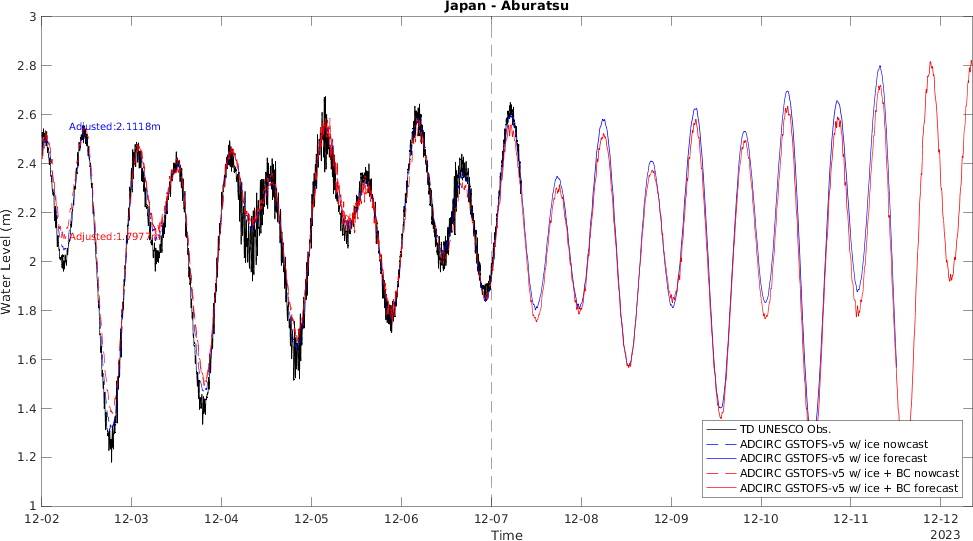 Japan - Aburatsu
Water Level (m)
3
2.8
2.6
2.4
2.2
2
1.8
1.6
1.4
1.2
1
Adjusted:2.1118m
Adjusted:1.7977m
TD UNESCO Obs.
ADCIRC GSTOFS-v5 w/ ice nowcast
ADCIRC GSTOFS-v5 w/ ice forecast
ADCIRC GSTOFS-v5 w/ ice + BC nowcast
ADCIRC GSTOFS-v5 w/ ice + BC forecast
12-02 12-03 12-04 12-05 12-06 12-07 12-08 12-09 12-10 12-11 12-12
2023
Time